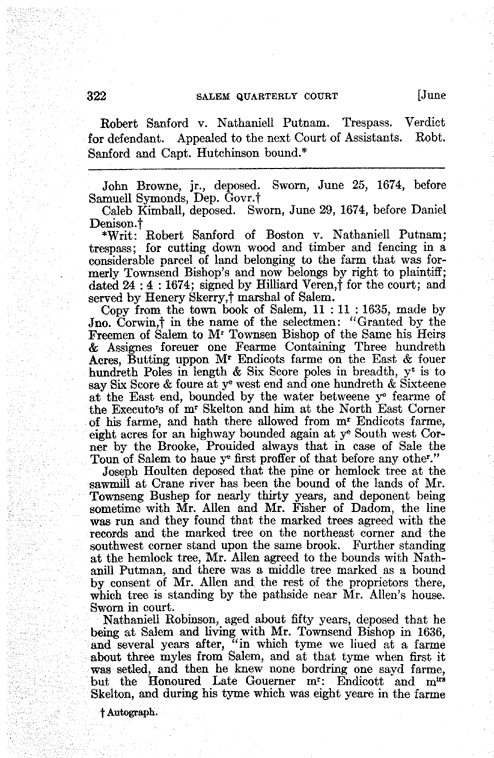 322 SALEM QUARTERLY COURT [June
Robert Sanford v. Nathaniell Putnam. Trespass. Verdict
for defendant. Appealed to the next Court of Assistants. Robt.
Sanford and Capt. Hutchinson bound.*
John Browne, jr., deposed. Sworn, June 25, 1674, before
Samuell Symonds, Dep. Govr.†
Caleb Kimball, deposed. Sworn, June 29, 1674, before Daniel
Denison.†
*Writ: Robert Sanford of Boston v. Nathaniell Putnam;
trespass; for cutting down wood and timber and fencing in a
considerable parcel of land belonging to the farm that was for-
merly Townsend Bishop's and now belongs by right to plaintiff;
dated 24 : 4 : 1674; signed by Hilliard Veren,† for the court; and
served by Henery Skerry,† marshal of Salem.
Copy from the town book of Salem, 11 : 11 : 1635, made by
Jno. Corwin,† in the name of the selectmen: "Granted by the
Freemen of Salem to Mʳ Townsen Bishop of the Same his Heirs
& Assignes foreuer one Fearme Containing Three hundreth
Acres, Butting uppon Mʳ Endicots farme on the East & fouer
hundreth Poles in length & Six Score poles in breadth, yᵗ is to
say Six Score & foure at yᵉ west end and one hundreth & Sixteene
at the East end, bounded by the water betweene yᵉ fearme of
the Executoʳs of mʳ Skelton and him at the North East Corner
of his farme, and hath there allowed from mʳ Endicots farme,
eight acres for an highway bounded again at yᵉ South west Cor-
ner by the Brooke, Prouided always that in case of Sale the
Toun of Salem to haue yᵉ first proffer of that before any otheʳ."
Joseph Houlten deposed that the pine or hemlock tree at the
sawmill at Crane river has been the bound of the lands of Mr.
Townseng Bushep for nearly thirty years, and deponent being
sometime with Mr. Allen and Mr. Fisher of Dadom, the line
was run and they found that the marked trees agreed with the
records and the marked tree on the northeast corner and the
southwest corner stand upon the same brook. Further standing
at the hemlock tree, Mr. Allen agreed to the bounds with Nath-
anill Putman, and there was a middle tree marked as a bound
by consent of Mr. Allen and the rest of the proprietors there,
which tree is standing by the pathside near Mr. Allen's house.
Sworn in court.
Nathaniell Robinson, aged about fifty years, deposed that he
being at Salem and living with Mr. Townsend Bishop in 1636,
and several years after, "in which tyme we liued at a farme
about three myles from Salem, and at that tyme when first it
was setled, and then he knew none bordring one sayd farme,
but the Honoured Late Gouerner mʳ: Endicott and mⁱʳˢ
Skelton, and during his tyme which was eight yeare in the farme
† Autograph.